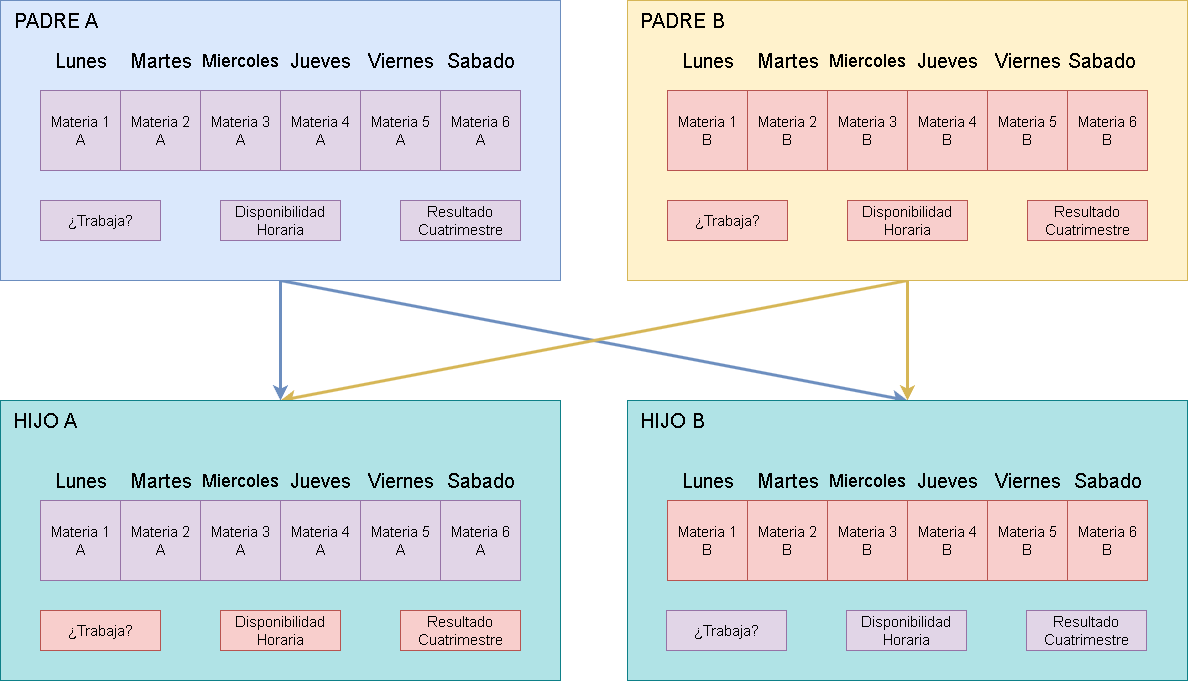 PADRE A
Lunes Martes Miercoles Jueves Viernes Sabado
Materia 1 Materia 2 Materia 3 Materia 4 Materia 5 Materia 6
A A A A A A
¿Trabaja?
Disponibilidad
Horaria
Resultado
Cuatrimestre
PADRE B
Lunes Martes Miercoles Jueves Viernes Sabado
Materia 1 Materia 2 Materia 3 Materia 4 Materia 5 Materia 6
B B B B B B
¿Trabaja?
Disponibilidad
Horaria
Resultado
Cuatrimestre
HIJO A
Lunes Martes Miercoles Jueves Viernes Sabado
Materia 1 Materia 2 Materia 3 Materia 4 Materia 5 Materia 6
A A A A A A
¿Trabaja?
Disponibilidad
Horaria
Resultado
Cuatrimestre
HIJO B
Lunes Martes Miercoles Jueves Viernes Sabado
Materia 1 Materia 2 Materia 3 Materia 4 Materia 5 Materia 6
B B B B B B
¿Trabaja?
Disponibilidad
Horaria
Resultado
Cuatrimestre